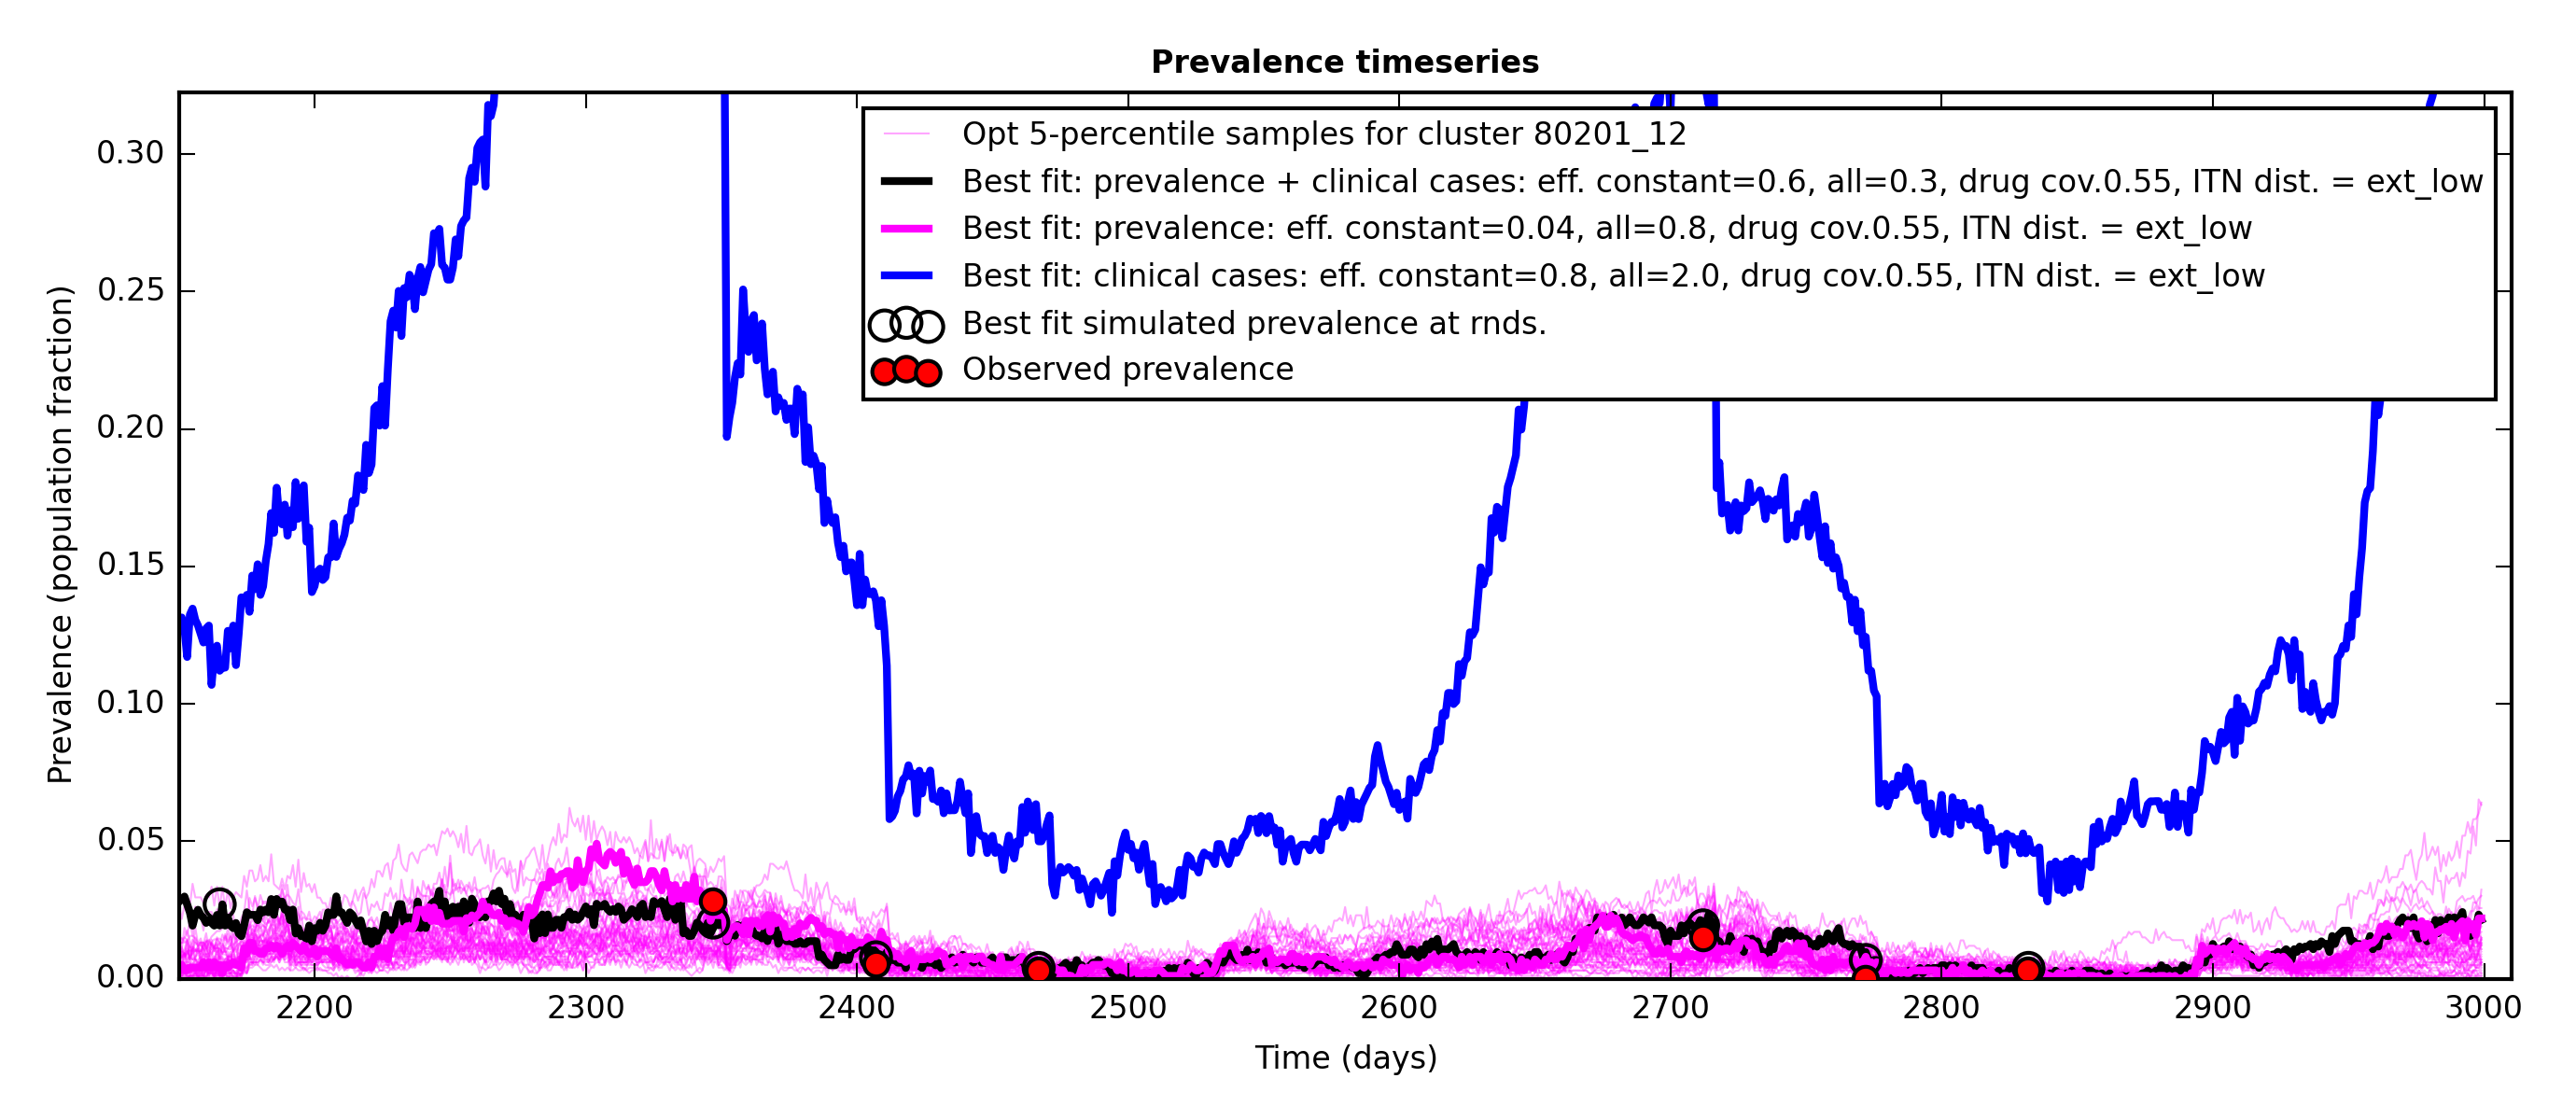 Prevalence timeseries
Opt 5-percentile samples for cluster 80201_12
Best fit: prevalence + clinical cases: eff. constant=0.6, all=0.3, drug cov.0.55, ITN dist. = ext_low
Best fit: prevalence: eff. constant=0.04, all=0.8, drug cov.0.55, ITN dist. = ext_low
Best fit: clinical cases: eff. constant=0.8, all=2.0, drug cov.0.55, ITN dist. = ext_low
Best fit simulated prevalence at rnds.
Observed prevalence
Prevalence (population fraction)
0.30
0.25
0.20
0.15
0.10
0.05
0.00
2200 2300 2400 2500 2600 2700 2800 2900 3000
Time (days)